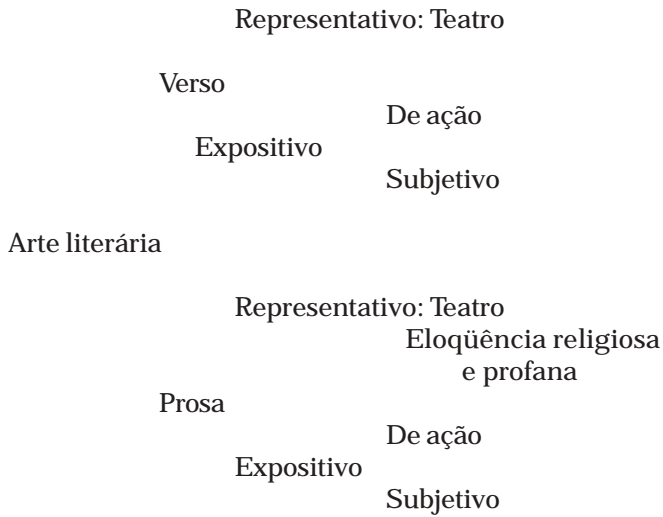 Representativo: Teatro
Verso
De ação
Expositivo
Subjetivo
Arte literária
Representativo: Teatro
Eloqüência religiosa
e profana
Prosa
De ação
Expositivo
Subjetivo